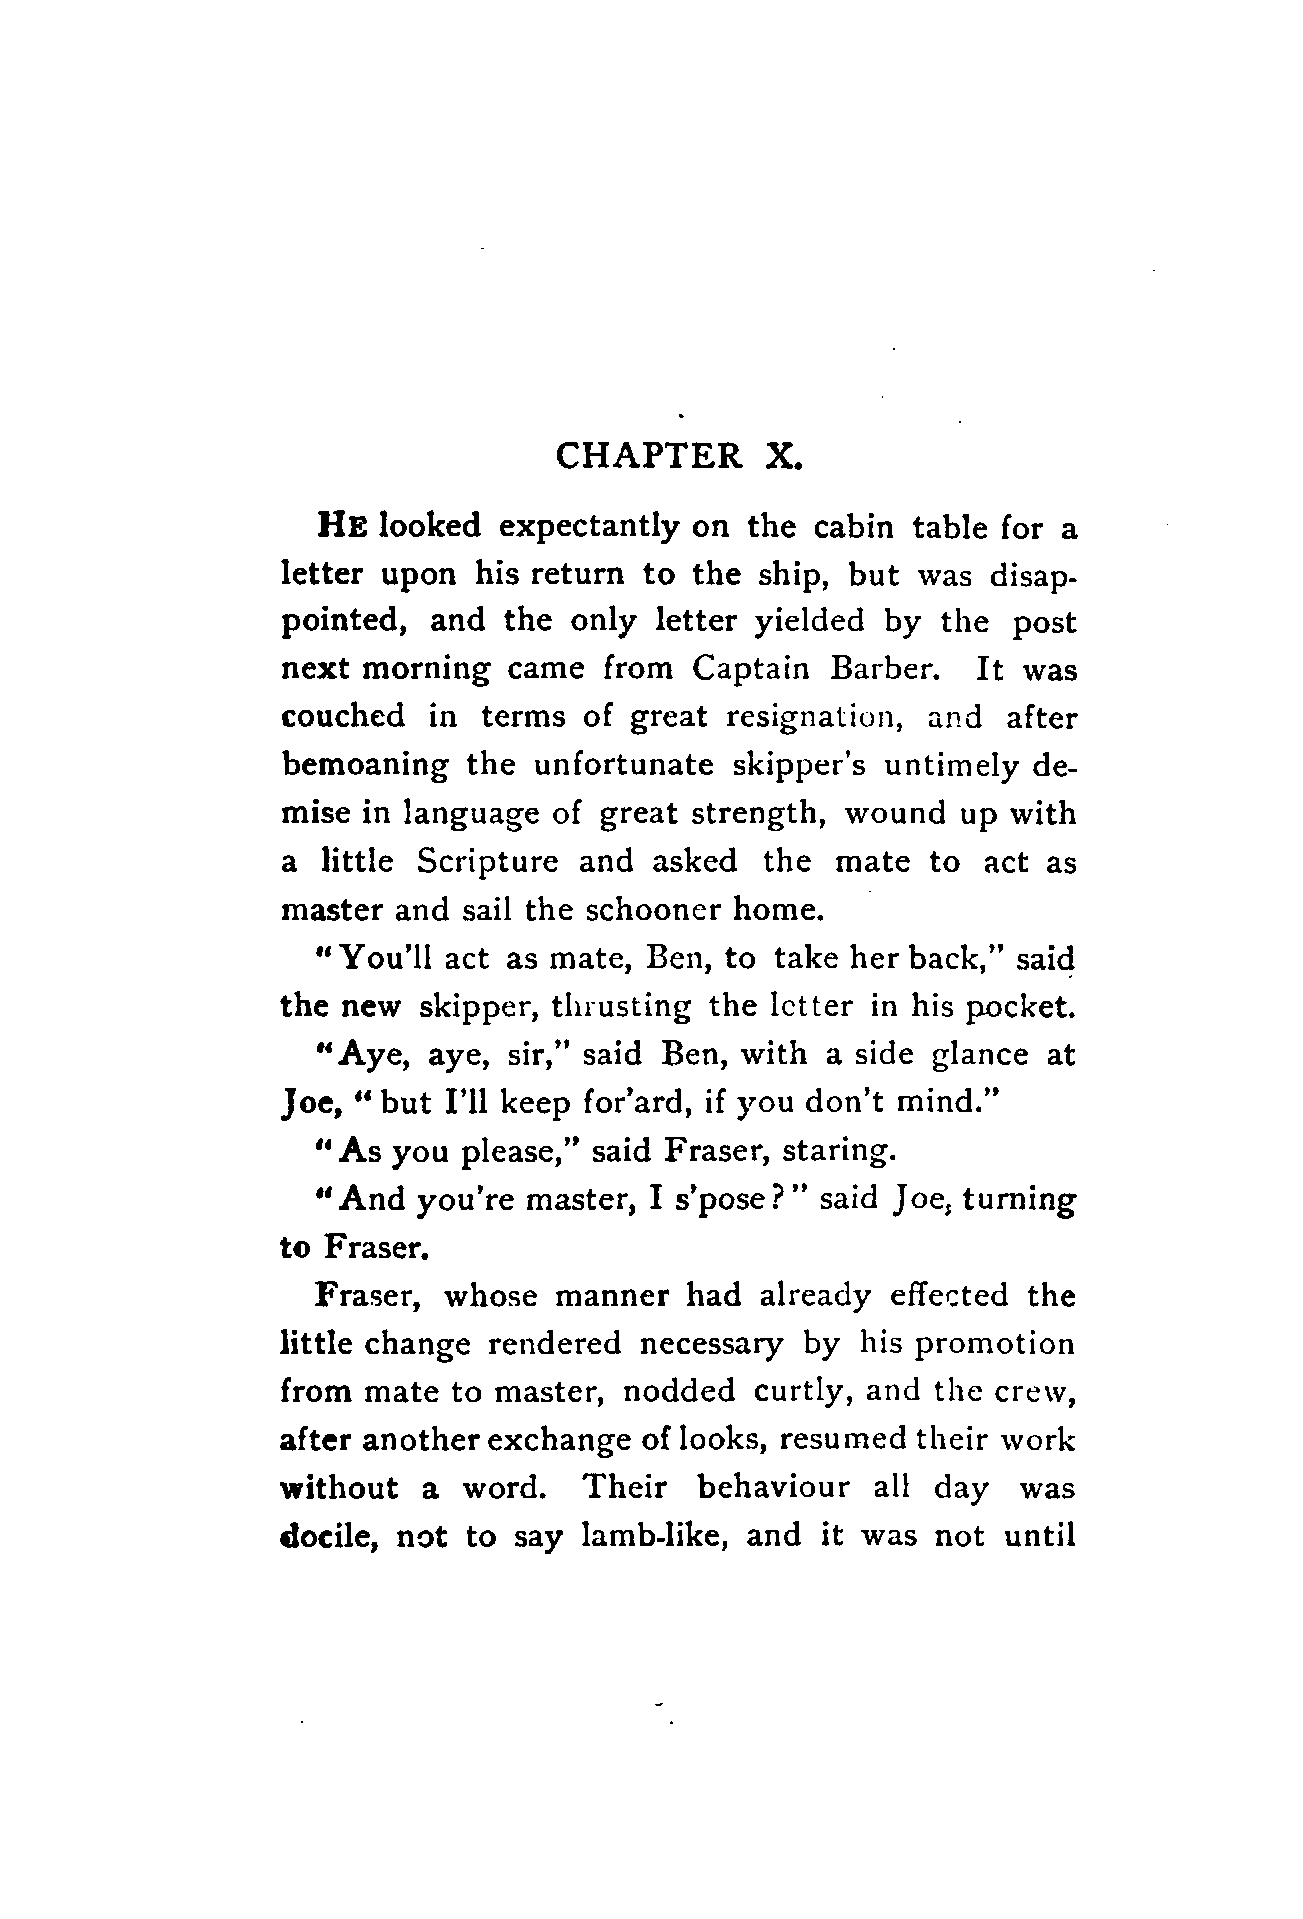 CHAPTER X.
HE looked expectantly on the cabin table for a
letter upon his return to the ship, but was disap-
pointed, and the only letter yielded by the post
next morning came from Captain Barber. It was
couched in terms of great resignation, and after
bemoaning the unfortunate skipper's untimely de-
mise in language of great strength, wound up with
a little Scripture and asked the mate to act as
master and sail the schooner home.
"You'll act as mate, Ben, to take her back," said
the new skipper, thrusting the letter in his pocket.
"Aye, aye, sir," said Ben, with a side glance at
Joe, "but I'll keep for'ard, if you don't mind."
"As you please," said Fraser, staring.
"And you're master, I s'pose?" said Joe, turning
to Fraser.
Fraser, whose manner had already effected the
little change rendered necessary by his promotion
from mate to master, nodded curtly, and the crew,
after another exchange of looks, resumed their work
without a word. Their behaviour all day was
docile, not to say lamb-like, and it was not until